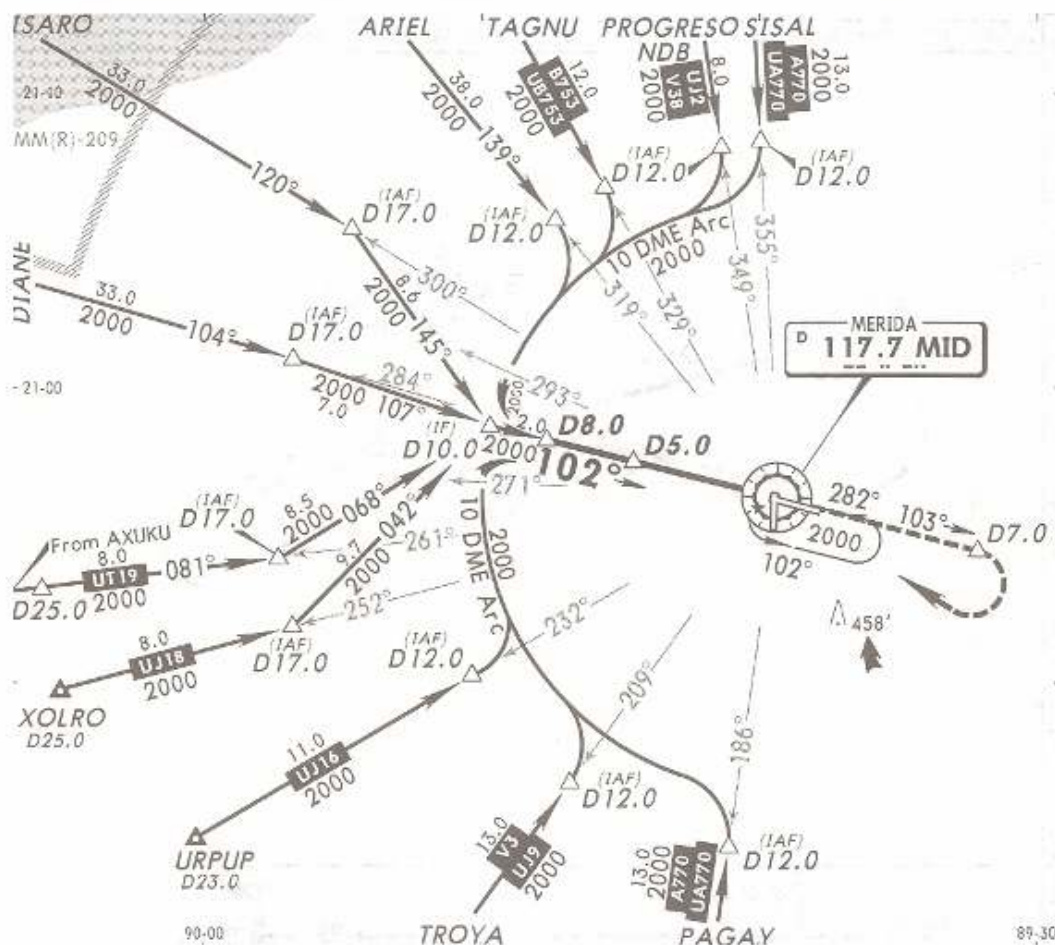 ISARO
ARIEL
TAGNU
PROGRESO
NDB
SISAL
33.0
2000
38.0
2000
12.0
B753
UB753
2000
8.0
UJ2
V38
2000
13.0
A770
UA770
2000
21-10
MM(R)-209
120°
139°
(IAF)
D17.0
(IAF)
D12.0
(IAF)
D12.0
(IAF)
D12.0
10 DME Arc
2000
300°
319°
329°
349°
355°
8.6
2000
145°
DIANE
33.0
2000
104°
(IAF)
D17.0
MERIDA
D 117.7 MID
21-00
284°
2000
107°
7.0
293°
2000
(IF)
D10.0
2.0
2000
D8.0
D5.0
102°
271°
282°
103°
D7.0
2000
102°
(IAF)
D17.0
8.5
2000
068°
From AXUKU
8.0
UT19
2000
081°
D25.0
261°
9.7
2000
042°
10 DME Arc
2000
252°
232°
458'
8.0
UJ18
2000
(IAF)
D17.0
(IAF)
D12.0
XOLRO
D25.0
209°
186°
11.0
UJ16
2000
(IAF)
D12.0
URPUP
D23.0
13.0
V3
UJ9
2000
(IAF)
D12.0
13.0
2000
A770
UA770
90-00
TROYA
PAGAY
89-30